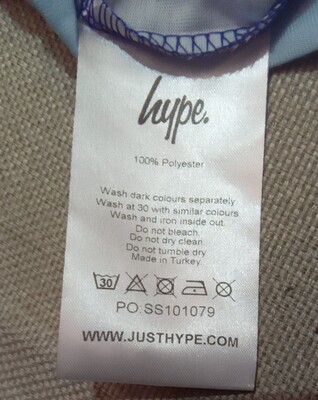 hype.
100% Polyester
Wash dark colours separately
Wash at 30 with similar colours.
Wash and iron inside out.
Do not bleach.
Do not dry clean.
Do not tumble dry
Made in Turkey.
30
PO:SS101079
WWW.JUSTHYPE.COM